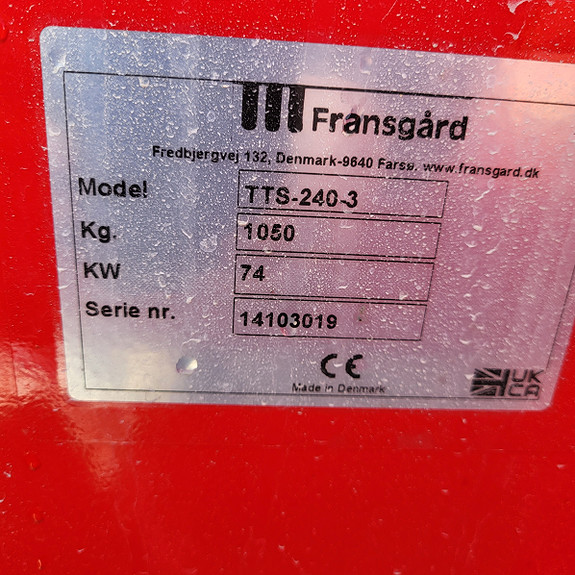 Fransgård
Fredbjergvej 132, Denmark-9640 Farsø. www.fransgard.dk
Model TTS-240-3
Kg. 1050
KW 74
Serie nr. 14103019
CE
Made in Denmark
UK
CA